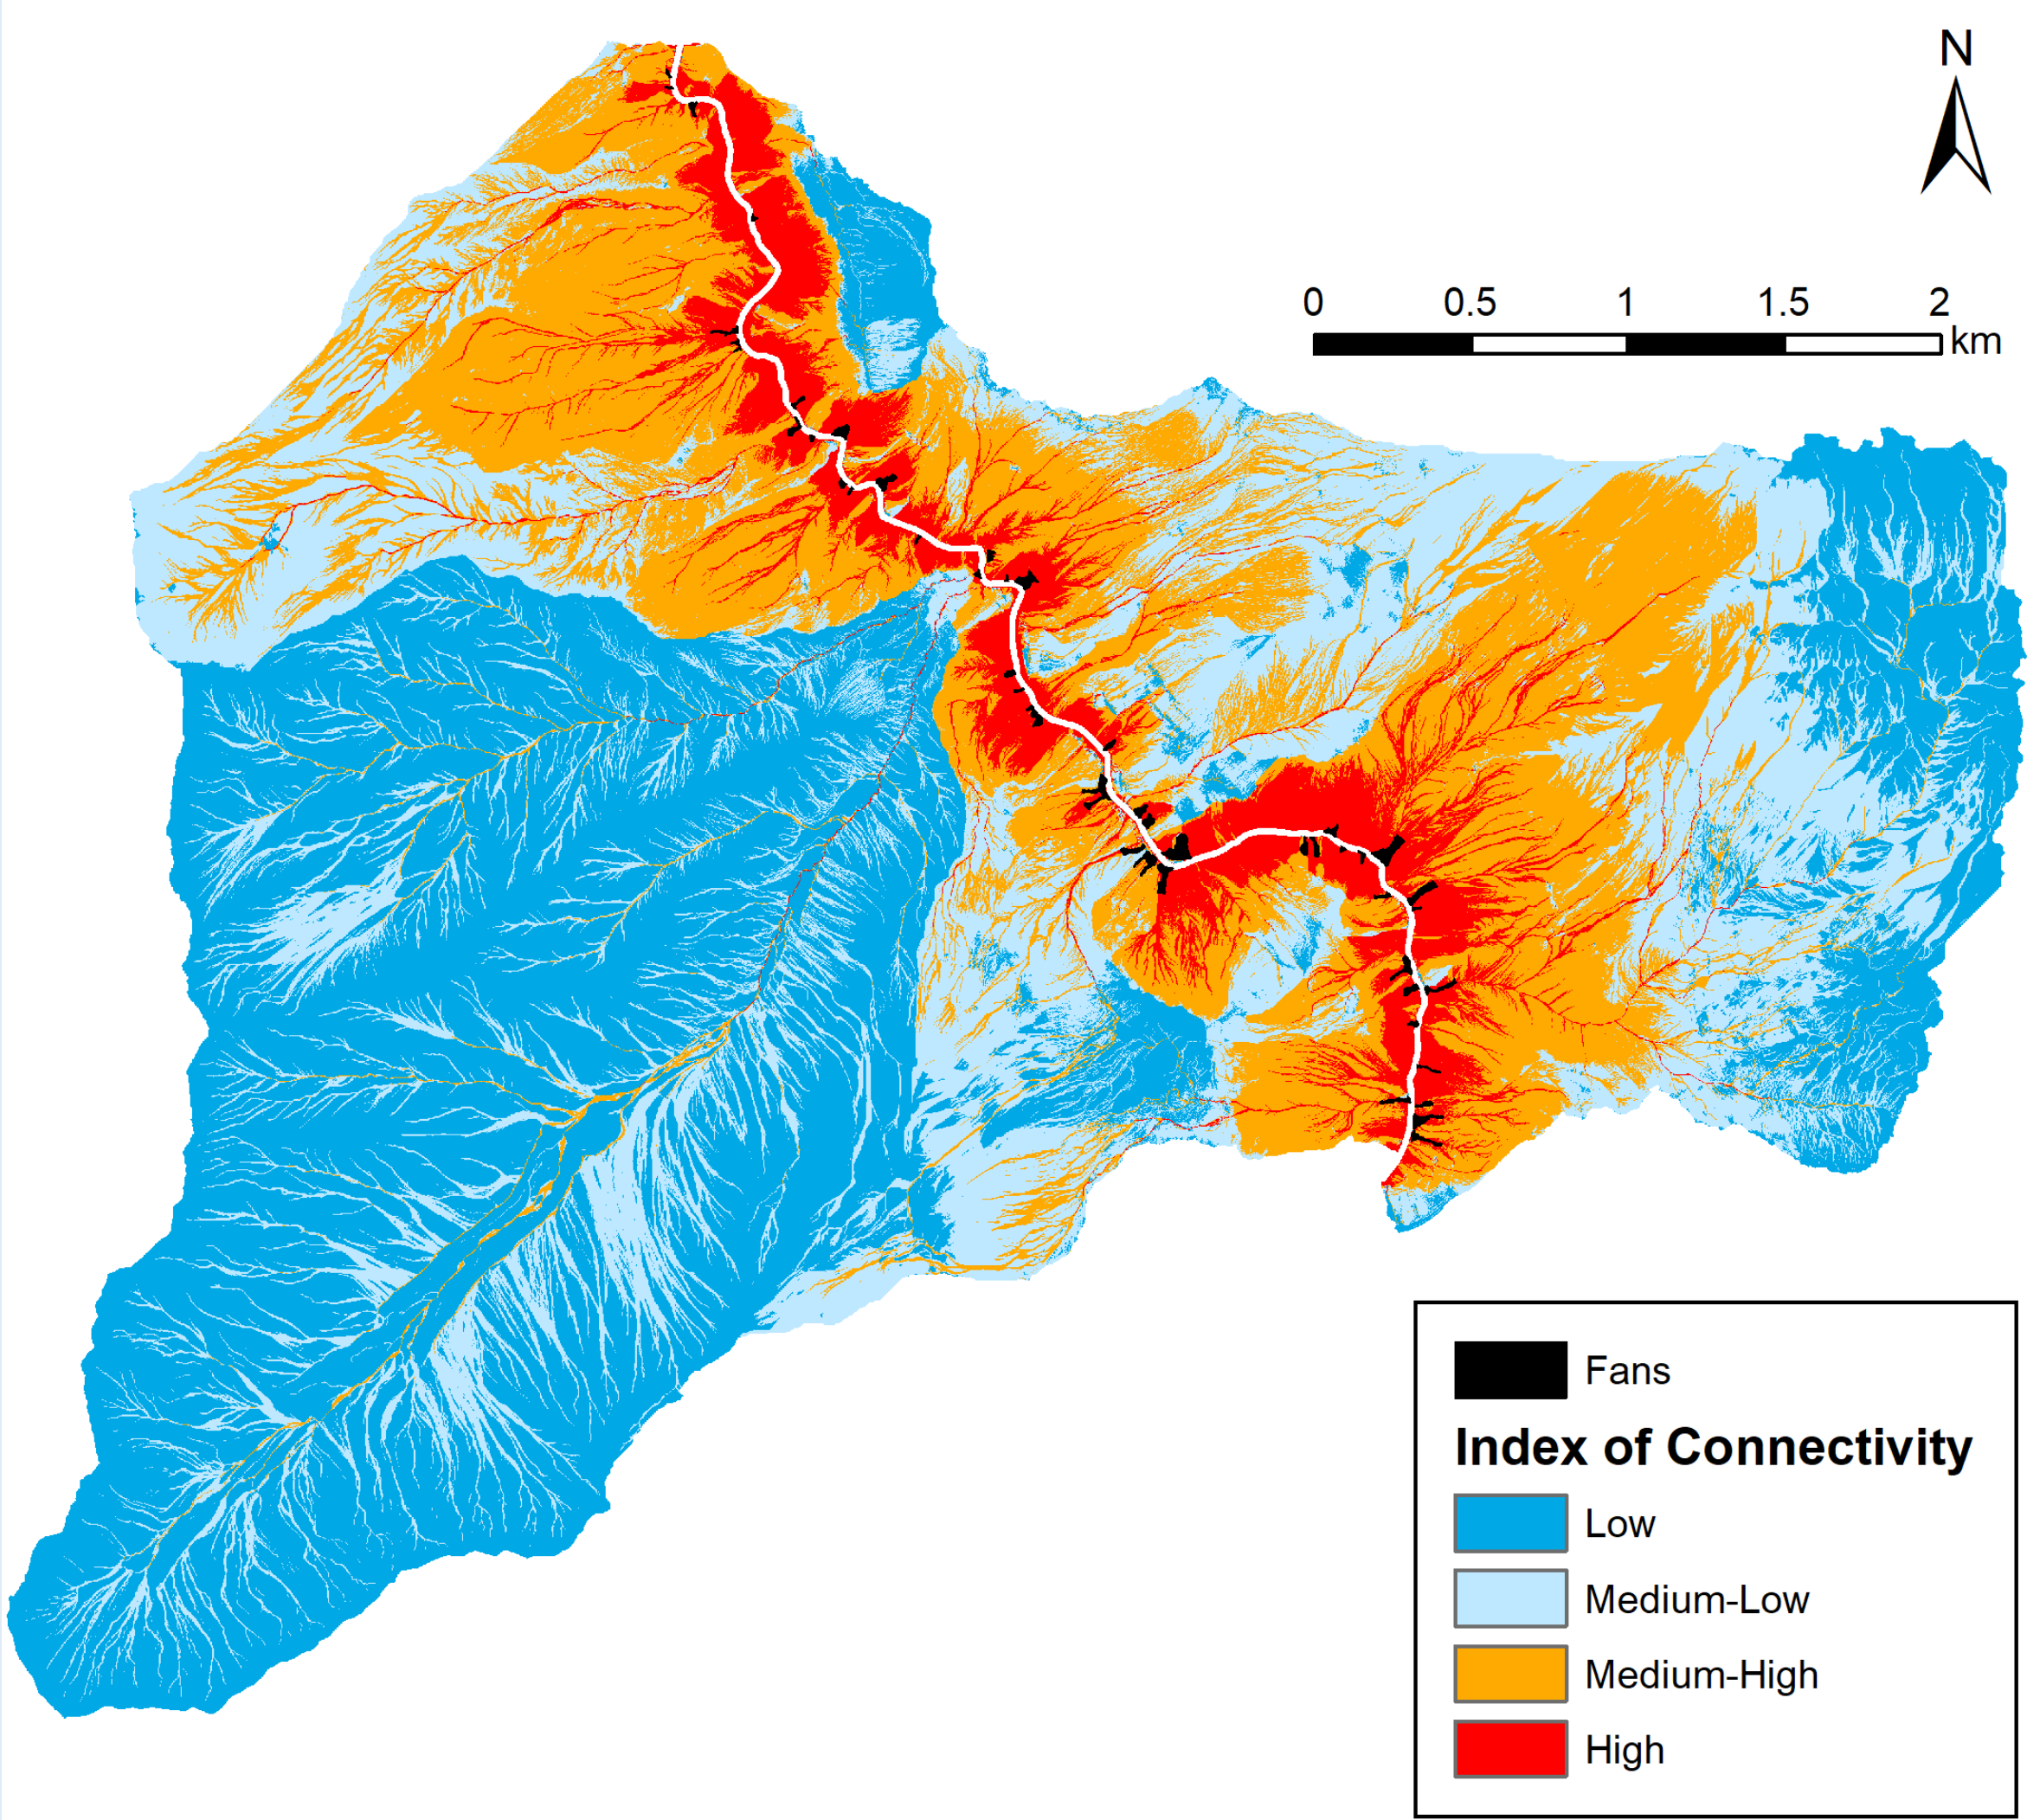 N
0 0.5 1 1.5 2
km
Fans
Index of Connectivity
Low
Medium-Low
Medium-High
High